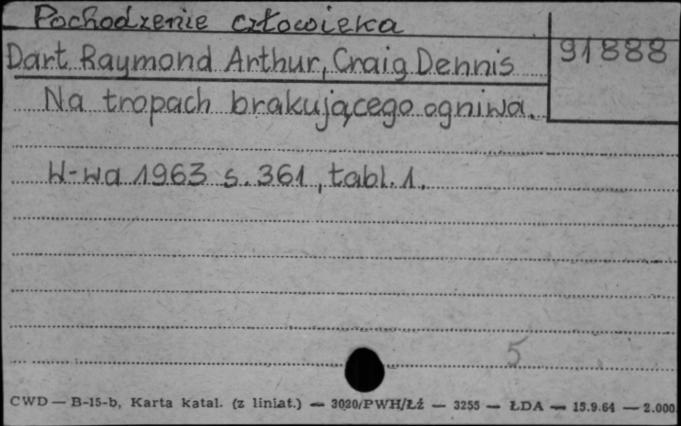 Pochodzenie człowieka
91888
Dart Raymond Arthur, Craig Dennis
Na tropach brakującego ogniwa.
W-wa 1963 s. 361, tabl. 1.
5
CWD — B-15-b, Karta katal. (z liniat.) — 3020/PWH/Łź — 3255 — ŁDA — 15.9.64 — 2.000